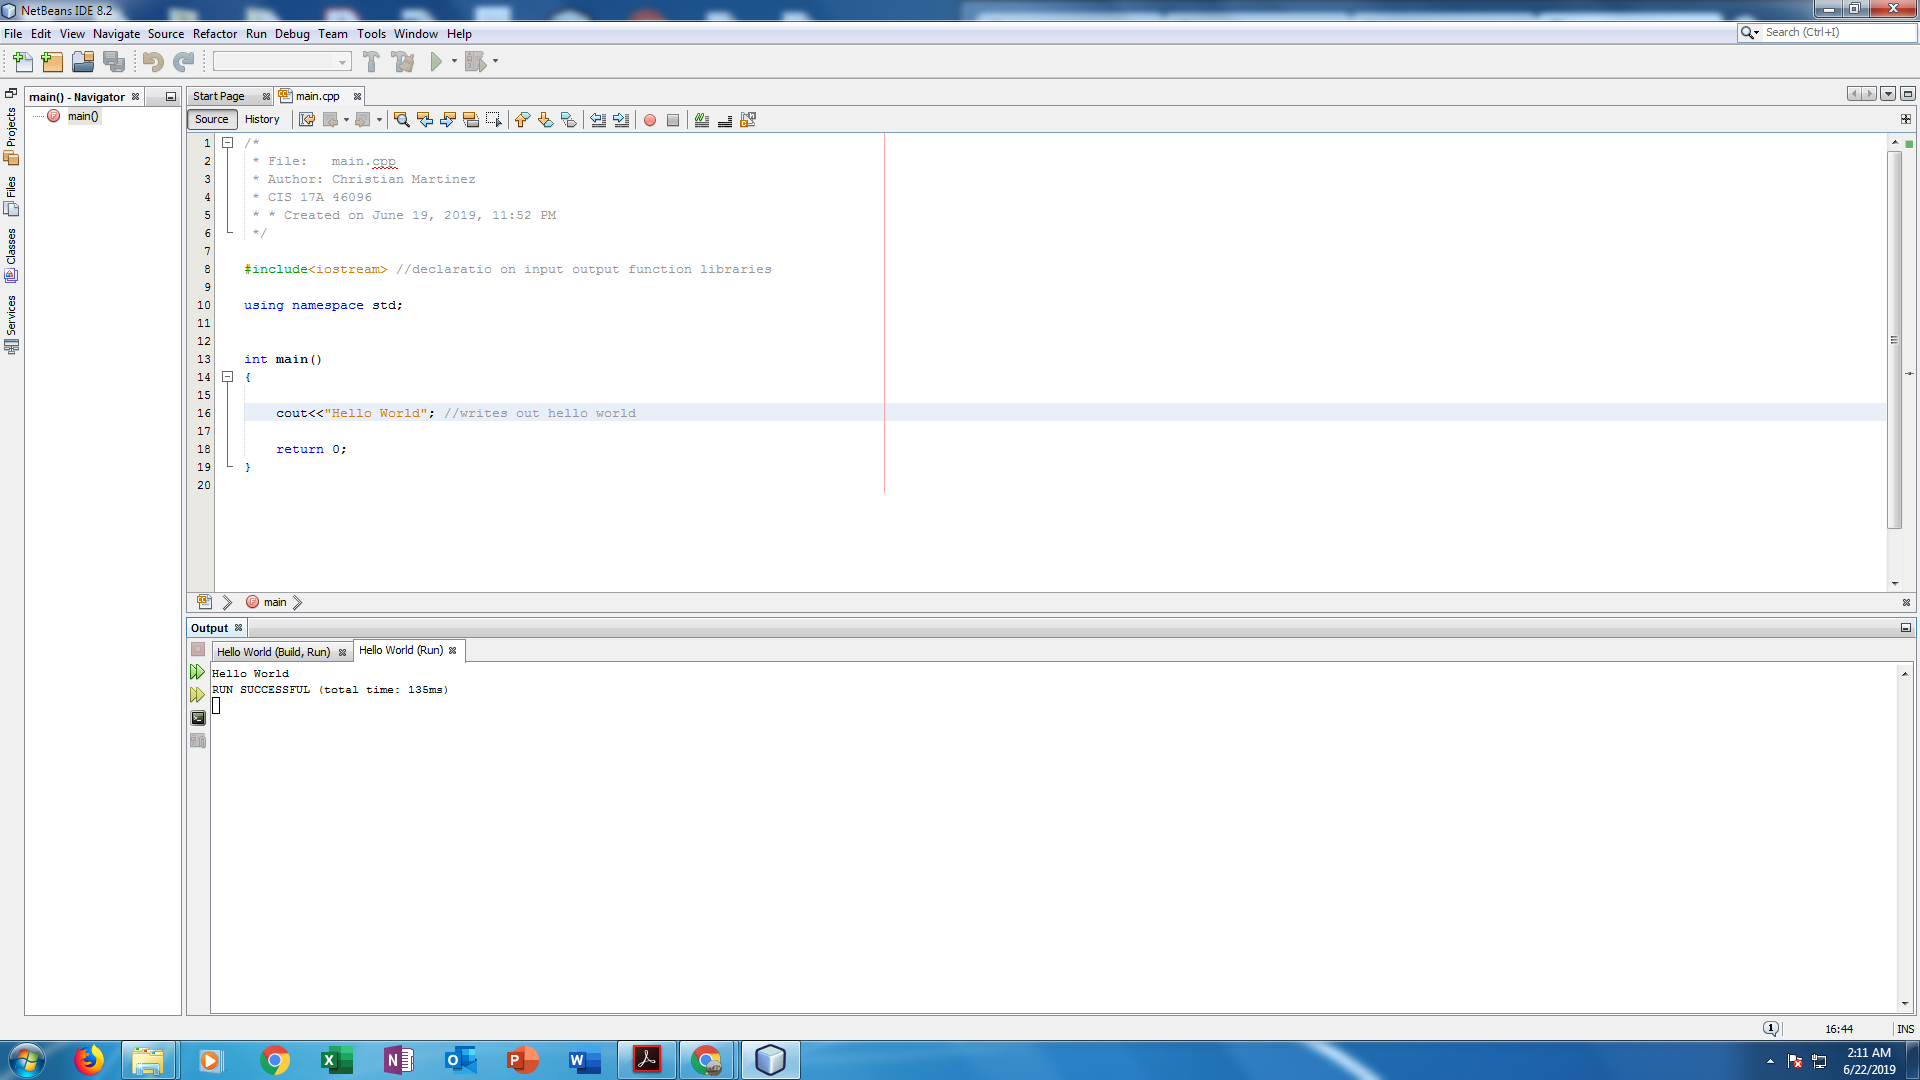 NetBeans IDE 8.2
File Edit View Navigate Source Refactor Run Debug Team Tools Window Help
Search (Ctrl+I)
main() - Navigator
Start Page
main.cpp
main()
Projects
Files
Classes
Services
Source History
1 /*
2 * File:   main.cpp
3 * Author: Christian Martinez
4 * CIS 17A 46096
5 * * Created on June 19, 2019, 11:52 PM
6 */
7
8 #include<iostream> //declaratio on input output function libraries
9
10 using namespace std;
11
12
13 int main()
14 {
15
16     cout<<"Hello World"; //writes out hello world
17
18     return 0;
19 }
20
main
Output
Hello World (Build, Run)
Hello World (Run)
Hello World
RUN SUCCESSFUL (total time: 135ms)
1
16:44
INS
2:11 AM
6/22/2019